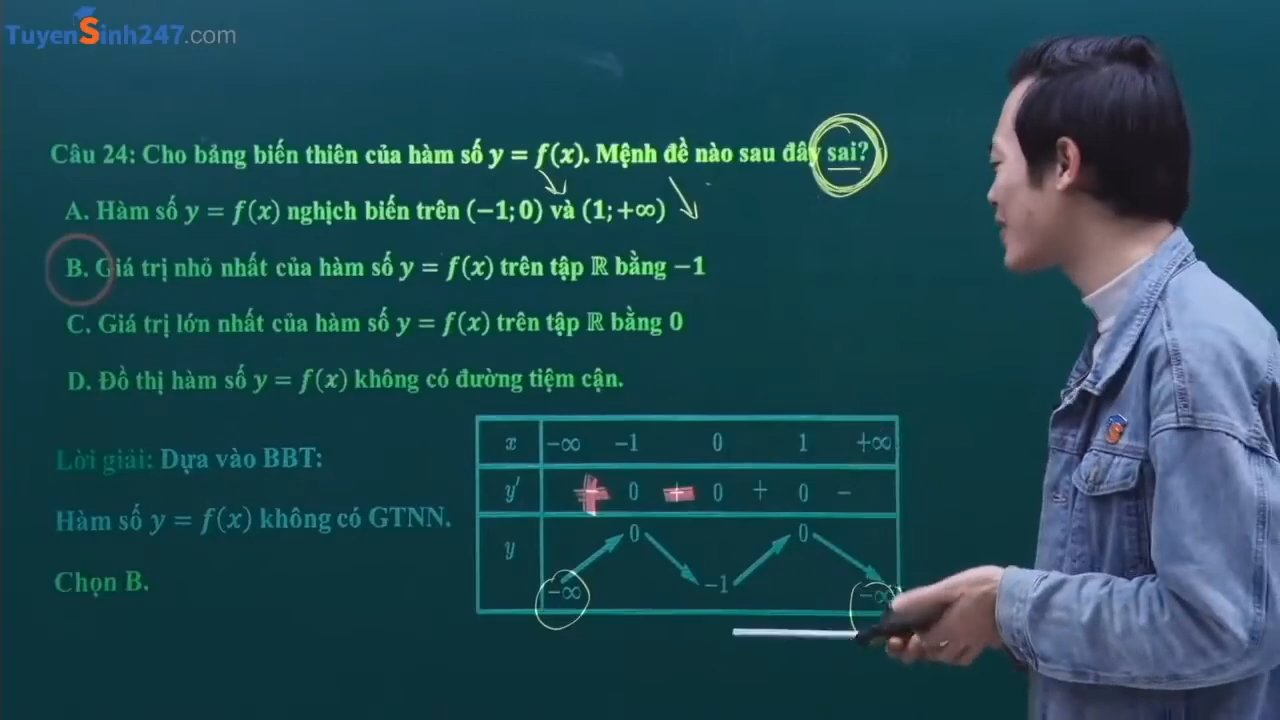 TuyenSinh247.com
Câu 24: Cho bảng biến thiên của hàm số y = f(x). Mệnh đề nào sau đây sai?
A. Hàm số y = f(x) nghịch biến trên (−1; 0) và (1; +∞)
B. Giá trị nhỏ nhất của hàm số y = f(x) trên tập ℝ bằng −1
C. Giá trị lớn nhất của hàm số y = f(x) trên tập ℝ bằng 0
D. Đồ thị hàm số y = f(x) không có đường tiệm cận.
Lời giải: Dựa vào BBT:
Hàm số y = f(x) không có GTNN.
Chọn B.
x −∞ −1 0 1 +∞
y' + 0 − 0 + 0 −
0 0
y
−∞ −1 −∞